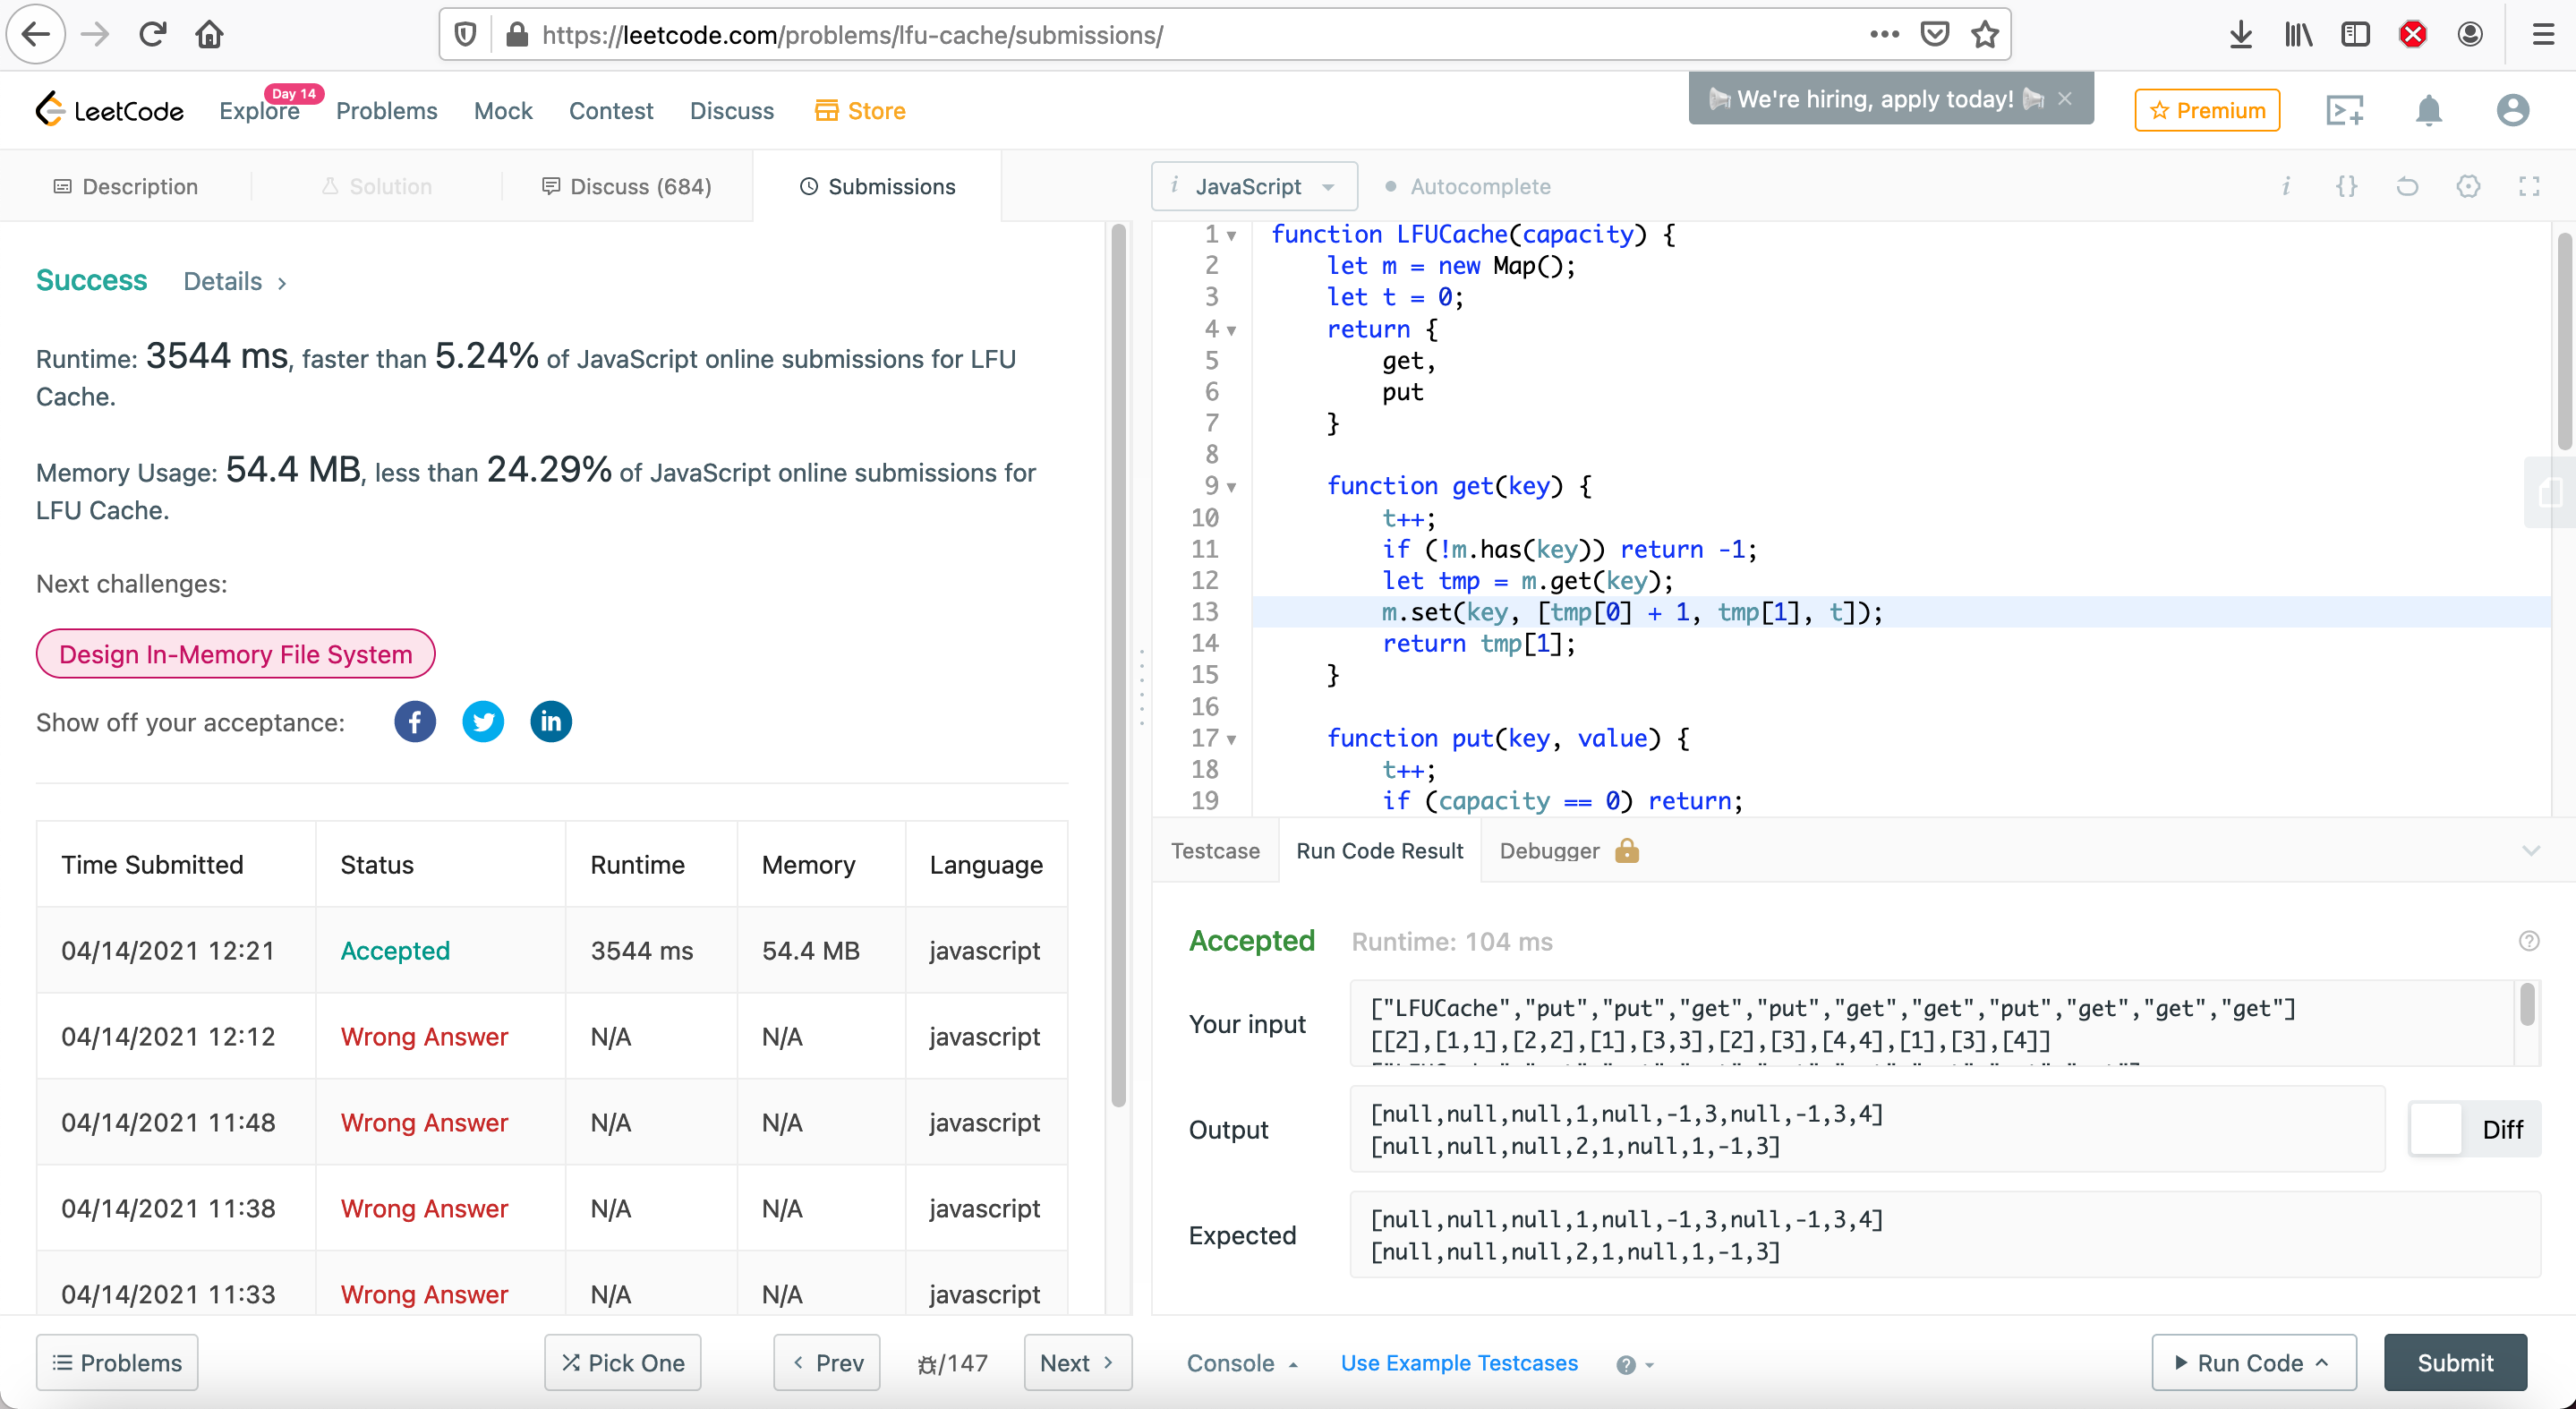 https://leetcode.com/problems/lfu-cache/submissions/
LeetCode
Explore
Day 14
Problems
Mock
Contest
Discuss
Store
We're hiring, apply today!
Premium
Description
Solution
Discuss (684)
Submissions
i JavaScript
Autocomplete
Success Details
Runtime: 3544 ms, faster than 5.24% of JavaScript online submissions for LFU
Cache.
Memory Usage: 54.4 MB, less than 24.29% of JavaScript online submissions for
LFU Cache.
Next challenges:
Design In-Memory File System
Show off your acceptance:
Time Submitted Status Runtime Memory Language
04/14/2021 12:21 Accepted 3544 ms 54.4 MB javascript
04/14/2021 12:12 Wrong Answer N/A N/A javascript
04/14/2021 11:48 Wrong Answer N/A N/A javascript
04/14/2021 11:38 Wrong Answer N/A N/A javascript
04/14/2021 11:33 Wrong Answer N/A N/A javascript
1 function LFUCache(capacity) {
2 let m = new Map();
3 let t = 0;
4 return {
5 get,
6 put
7 }
8
9 function get(key) {
10 t++;
11 if (!m.has(key)) return -1;
12 let tmp = m.get(key);
13 m.set(key, [tmp[0] + 1, tmp[1], t]);
14 return tmp[1];
15 }
16
17 function put(key, value) {
18 t++;
19 if (capacity == 0) return;
Testcase
Run Code Result
Debugger
Accepted Runtime: 104 ms
Your input
["LFUCache","put","put","get","put","get","get","put","get","get","get"]
[[2],[1,1],[2,2],[1],[3,3],[2],[3],[4,4],[1],[3],[4]]
Output
[null,null,null,1,null,-1,3,null,-1,3,4]
[null,null,null,2,1,null,1,-1,3]
Diff
Expected
[null,null,null,1,null,-1,3,null,-1,3,4]
[null,null,null,2,1,null,1,-1,3]
Problems
Pick One
Prev
/147
Next
Console
Use Example Testcases
Run Code
Submit